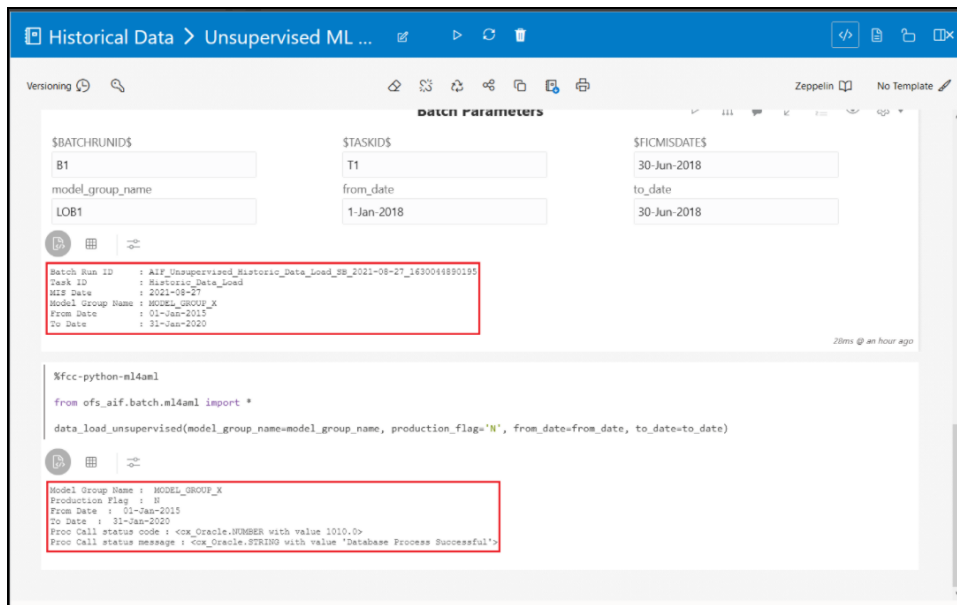 Historical Data > Unsupervised ML ...
Versioning
Zeppelin
No Template
Batch Parameters
$BATCHRUNID$
$TASKID$
$FICMISDATE$
B1
T1
30-Jun-2018
model_group_name
from_date
to_date
LOB1
1-Jan-2018
30-Jun-2018
Batch Run ID : AIF_Unsupervised_Historic_Data_Load_SB_2021-08-27_1630044890195
Task ID : Historic_Data_Load
MIS Date : 2021-08-27
Model Group Name : MODEL_GROUP_X
From Date : 01-Jan-2015
To Date : 31-Jan-2020
28ms @ an hour ago
%fcc-python-ml4aml
from ofs_aif.batch.ml4aml import *
data_load_unsupervised(model_group_name=model_group_name, production_flag='N', from_date=from_date, to_date=to_date)
Model Group Name : MODEL_GROUP_X
Production Flag : N
From Date : 01-Jan-2015
To Date : 31-Jan-2020
Proc Call status code : <cx_Oracle.NUMBER with value 1010.0>
Proc Call status message : <cx_Oracle.STRING with value 'Database Process Successful'>